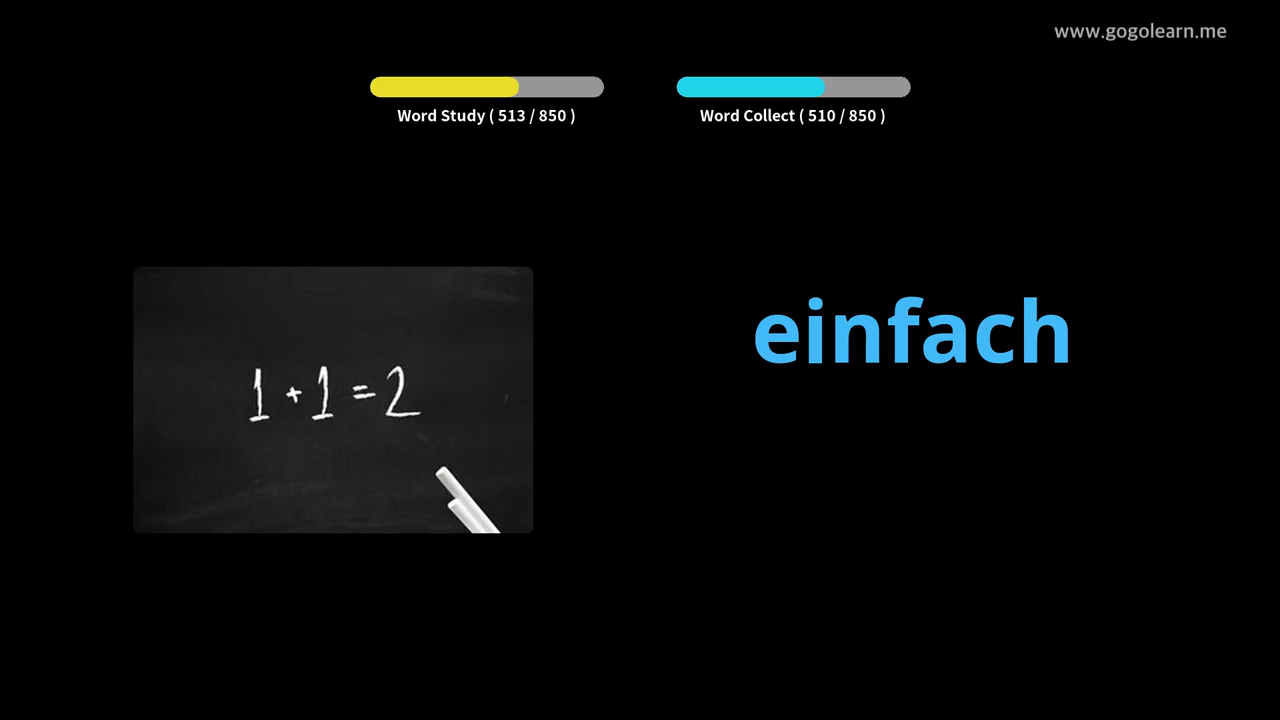 www.gogolearn.me
Word Study ( 513 / 850 )
Word Collect ( 510 / 850 )
einfach
1 + 1 = 2